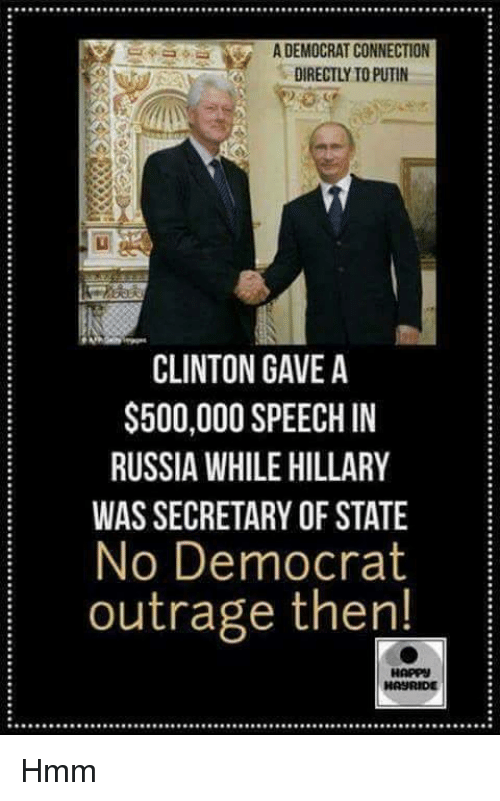 A DEMOCRAT CONNECTION
DIRECTLY TO PUTIN
CLINTON GAVE A
$500,000 SPEECH IN
RUSSIA WHILE HILLARY
WAS SECRETARY OF STATE
No Democrat
outrage then!
HAPPY
HAYRIDE
Hmm